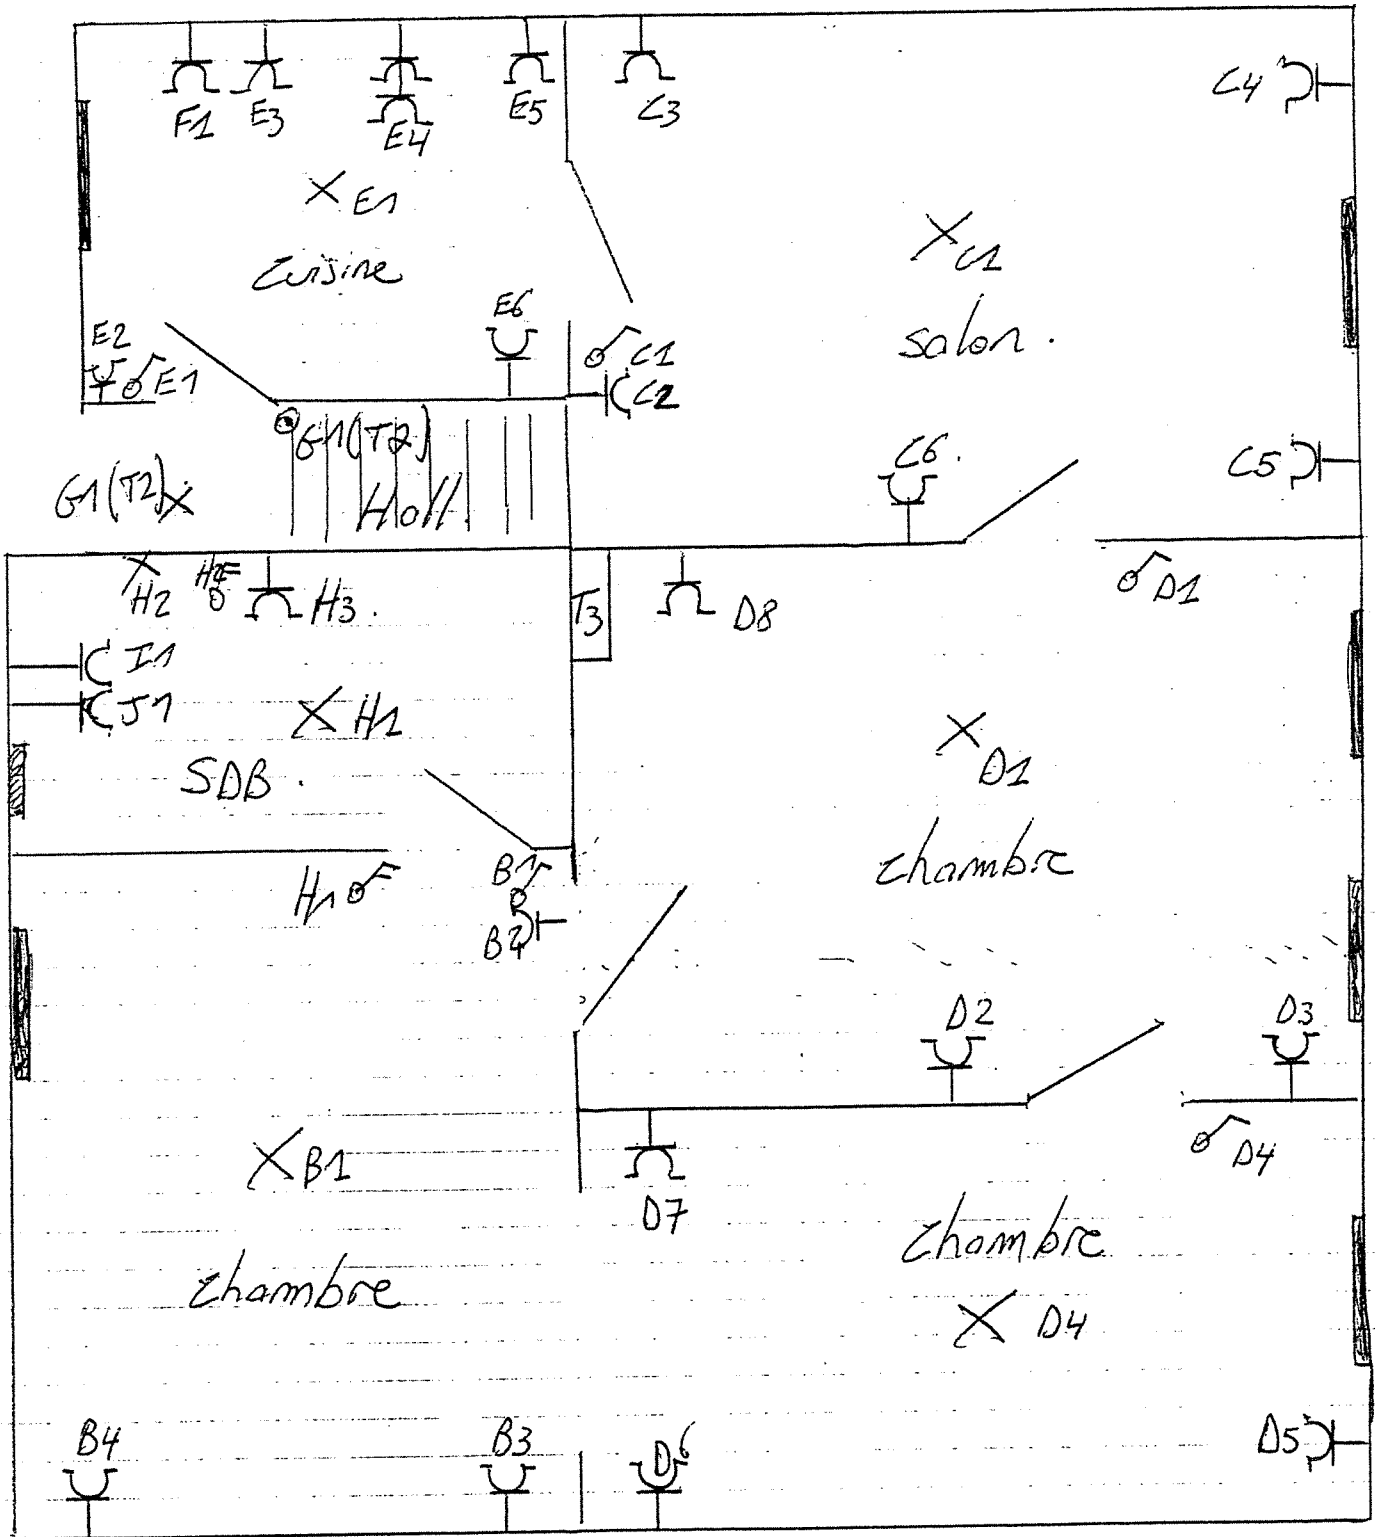 F1
E3
E4
E5
C3
C4
E1
Cuisine
C1
salon.
E2
E1
E6
C1
C2
G1(T2)
G1(T2)
Hall
C6.
C5
H2
H2
H3.
T3
D8
D1
I1
J1
H1
SDB.
D1
chambre
H1
B1
B2
D2
D3
B1
D7
D4
chambre
chambre
D4
B4
B3
D6
D5